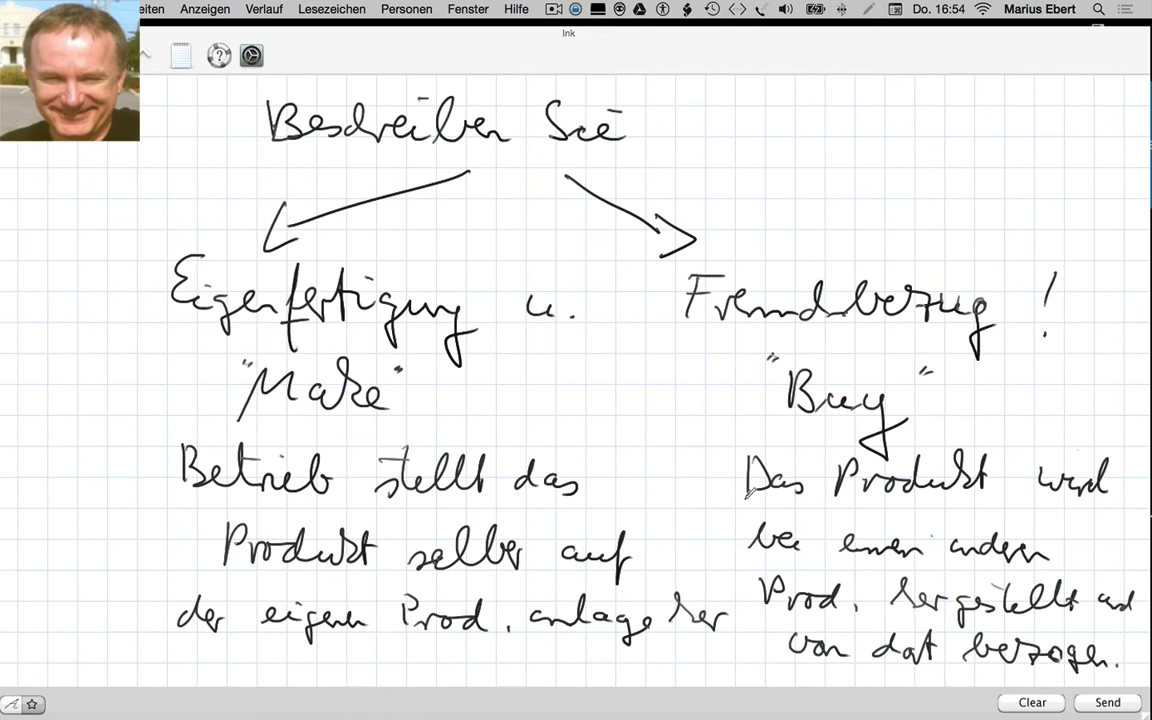 eiten Anzeigen Verlauf Lesezeichen Personen Fenster Hilfe Do. 16:54 Marius Ebert
Ink
Beschreiben Sie
Eigenfertigung u. Fremdbezug !
"Make" "Buy"
Betrieb stellt das
Produkt selber auf
der eigenen Prod. anlage her
Das Produkt wird
bei einem anderen
Prod. hergestellt und
von dort bezogen.
Clear Send